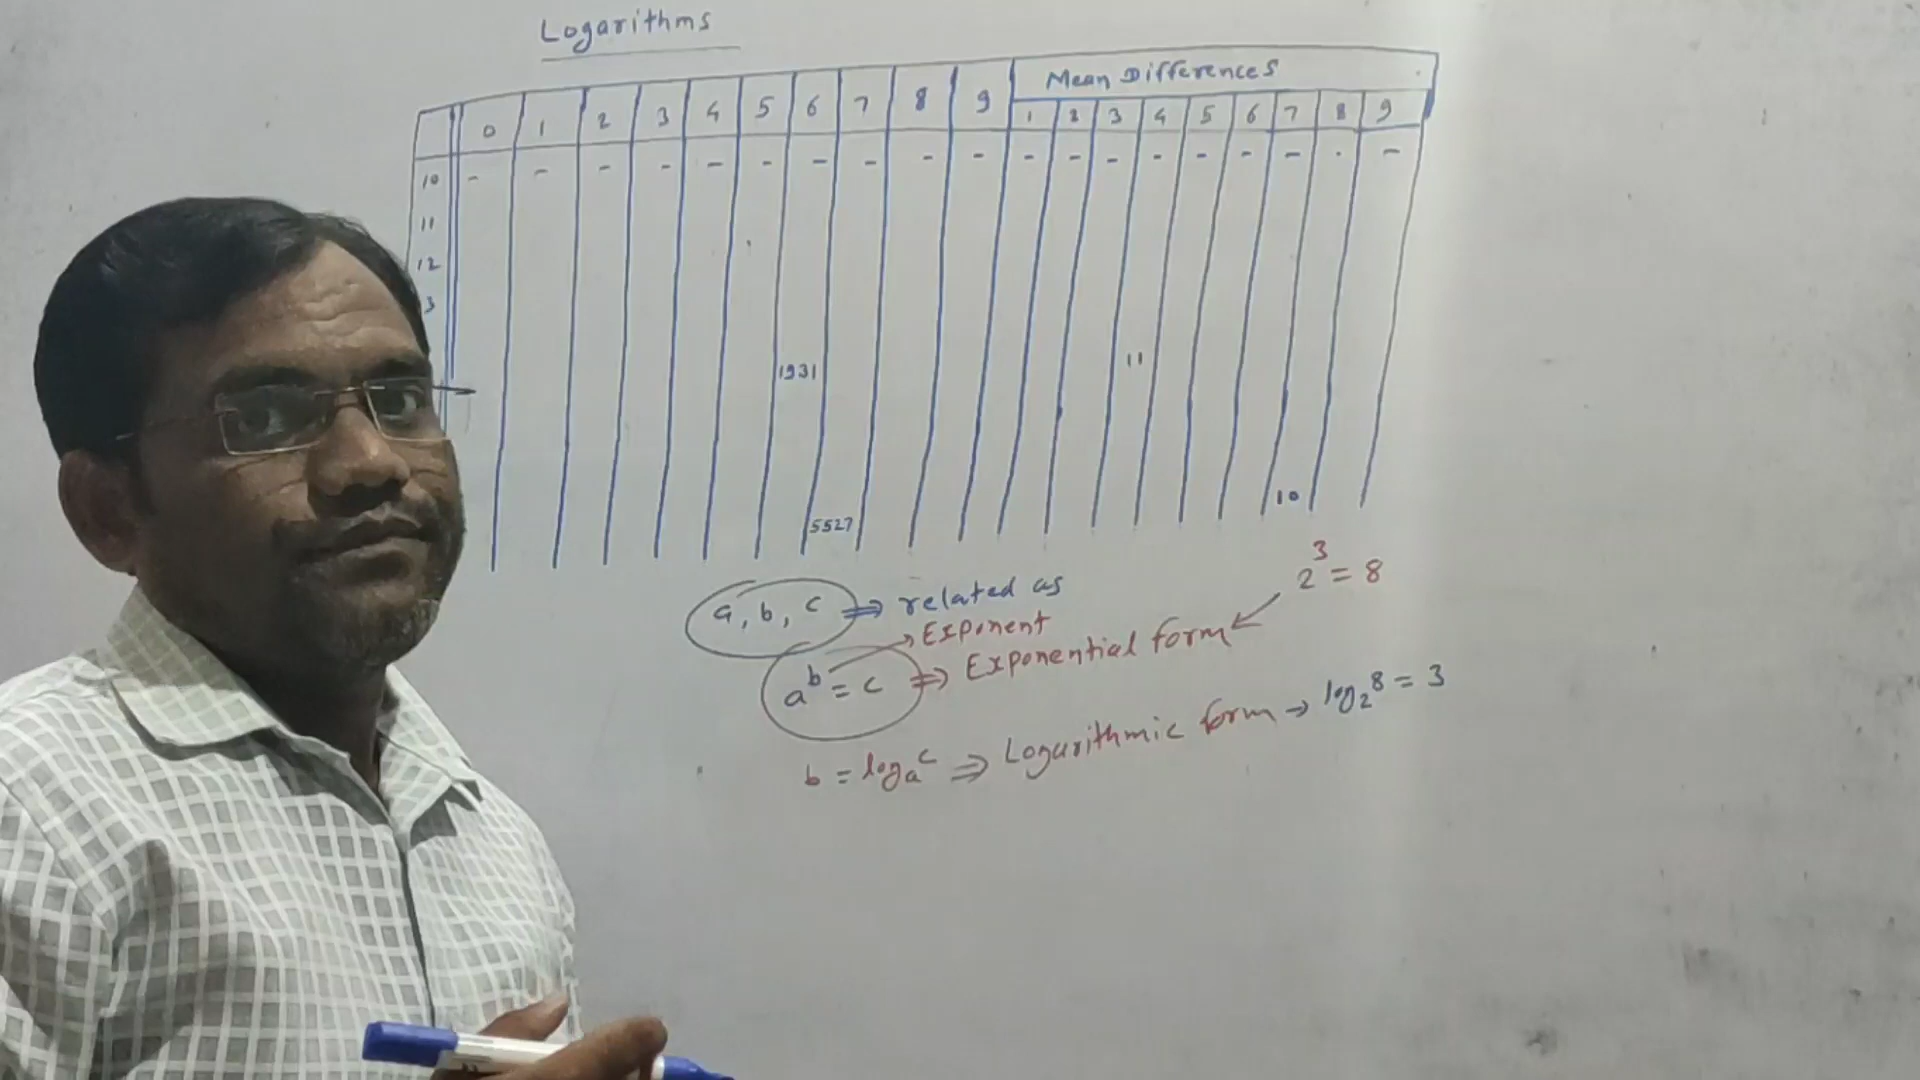 Logarithms
Mean Differences
0 1 2 3 4 5 6 7 8 9 1 2 3 4 5 6 7 8 9
10 - - - - - - - - - - - - - - - - - . -
11
12
3
1931 11
5527 10
a, b, c ⇒ related as
Exponent
2³ = 8
aᵇ = c ⇒ Exponential form
b = logₐc ⇒ Logarithmic form → log₂8 = 3